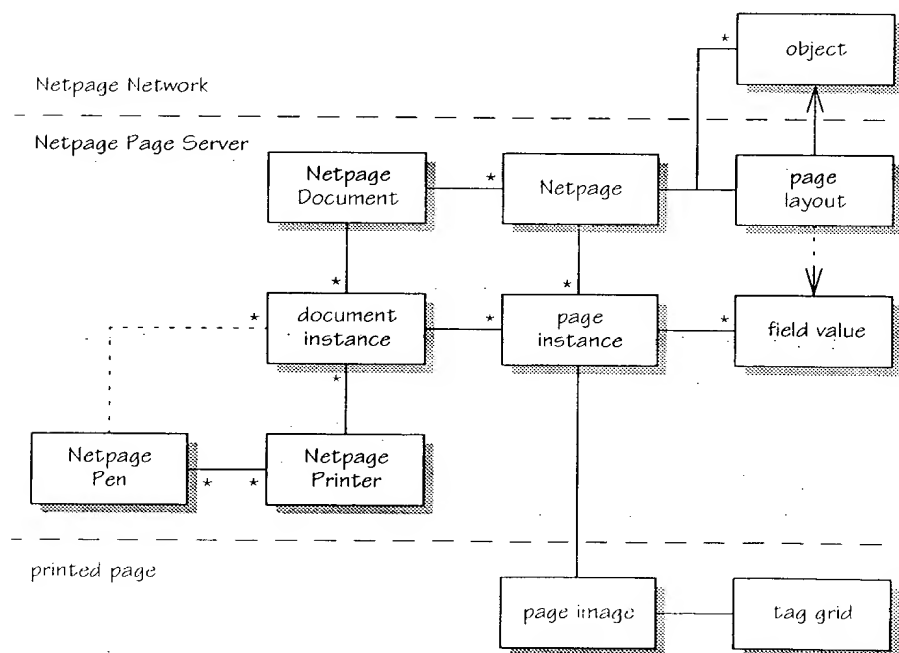 *
object
Netpage Network
Netpage Page Server
Netpage
Document
*
Netpage
page
layout
*
*
*
document
instance
*
page
instance
*
field value
*
Netpage
Pen
*
*
Netpage
Printer
printed page
page image
tag grid